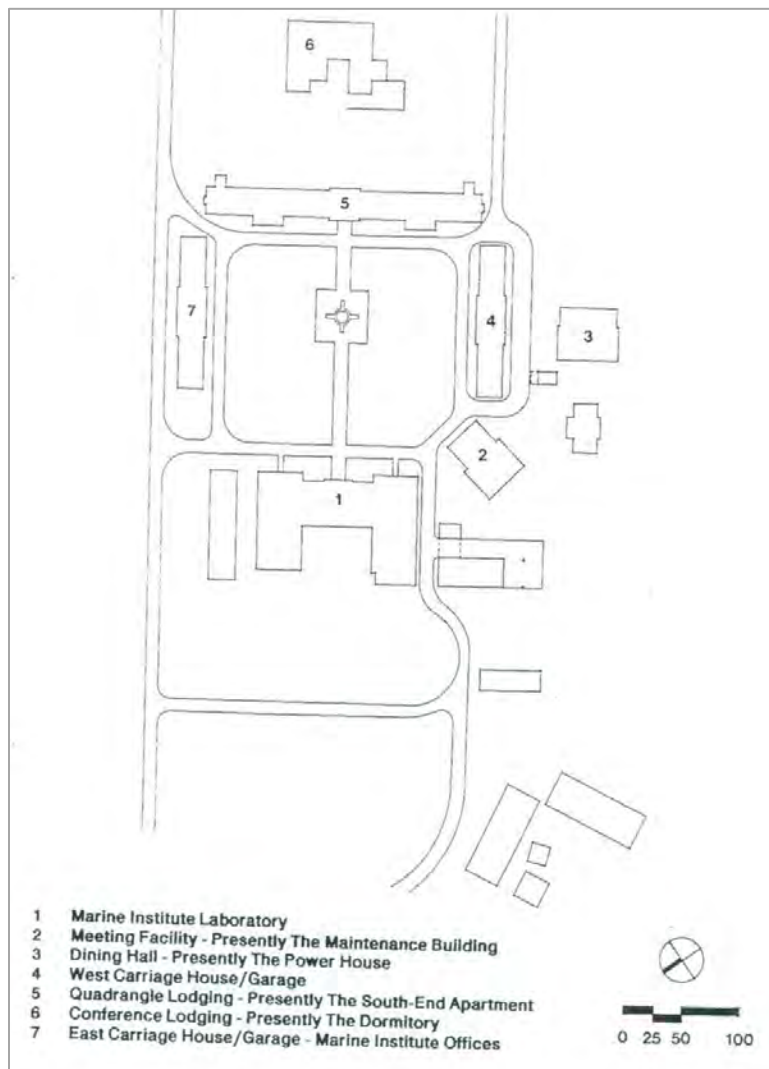 6
5
7
4
3
2
1
1 Marine Institute Laboratory
2 Meeting Facility - Presently The Maintenance Building
3 Dining Hall - Presently The Power House
4 West Carriage House/Garage
5 Quadrangle Lodging - Presently The South-End Apartment
6 Conference Lodging - Presently The Dormitory
7 East Carriage House/Garage - Marine Institute Offices
0 25 50 100